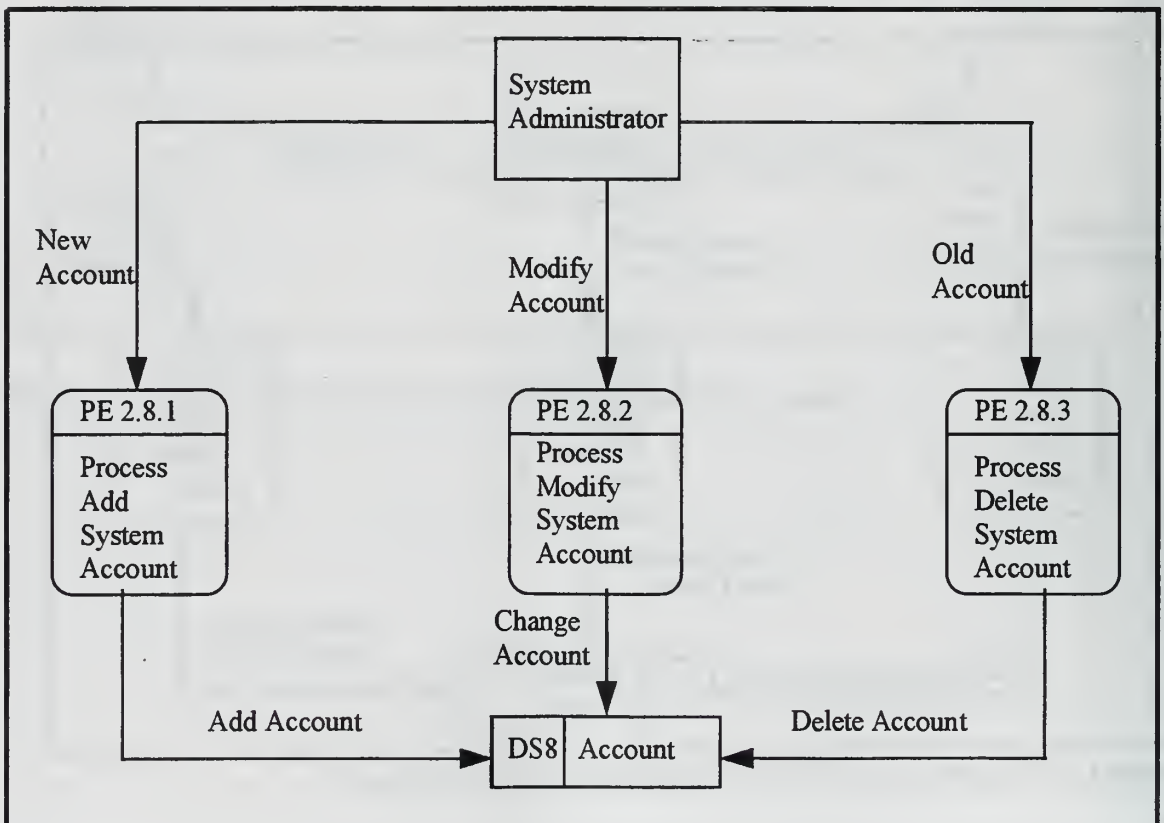 System
Administrator
New
Account
Modify
Account
Old
Account
PE 2.8.1
Process
Add
System
Account
PE 2.8.2
Process
Modify
System
Account
PE 2.8.3
Process
Delete
System
Account
Change
Account
Add Account
Delete Account
DS8
Account